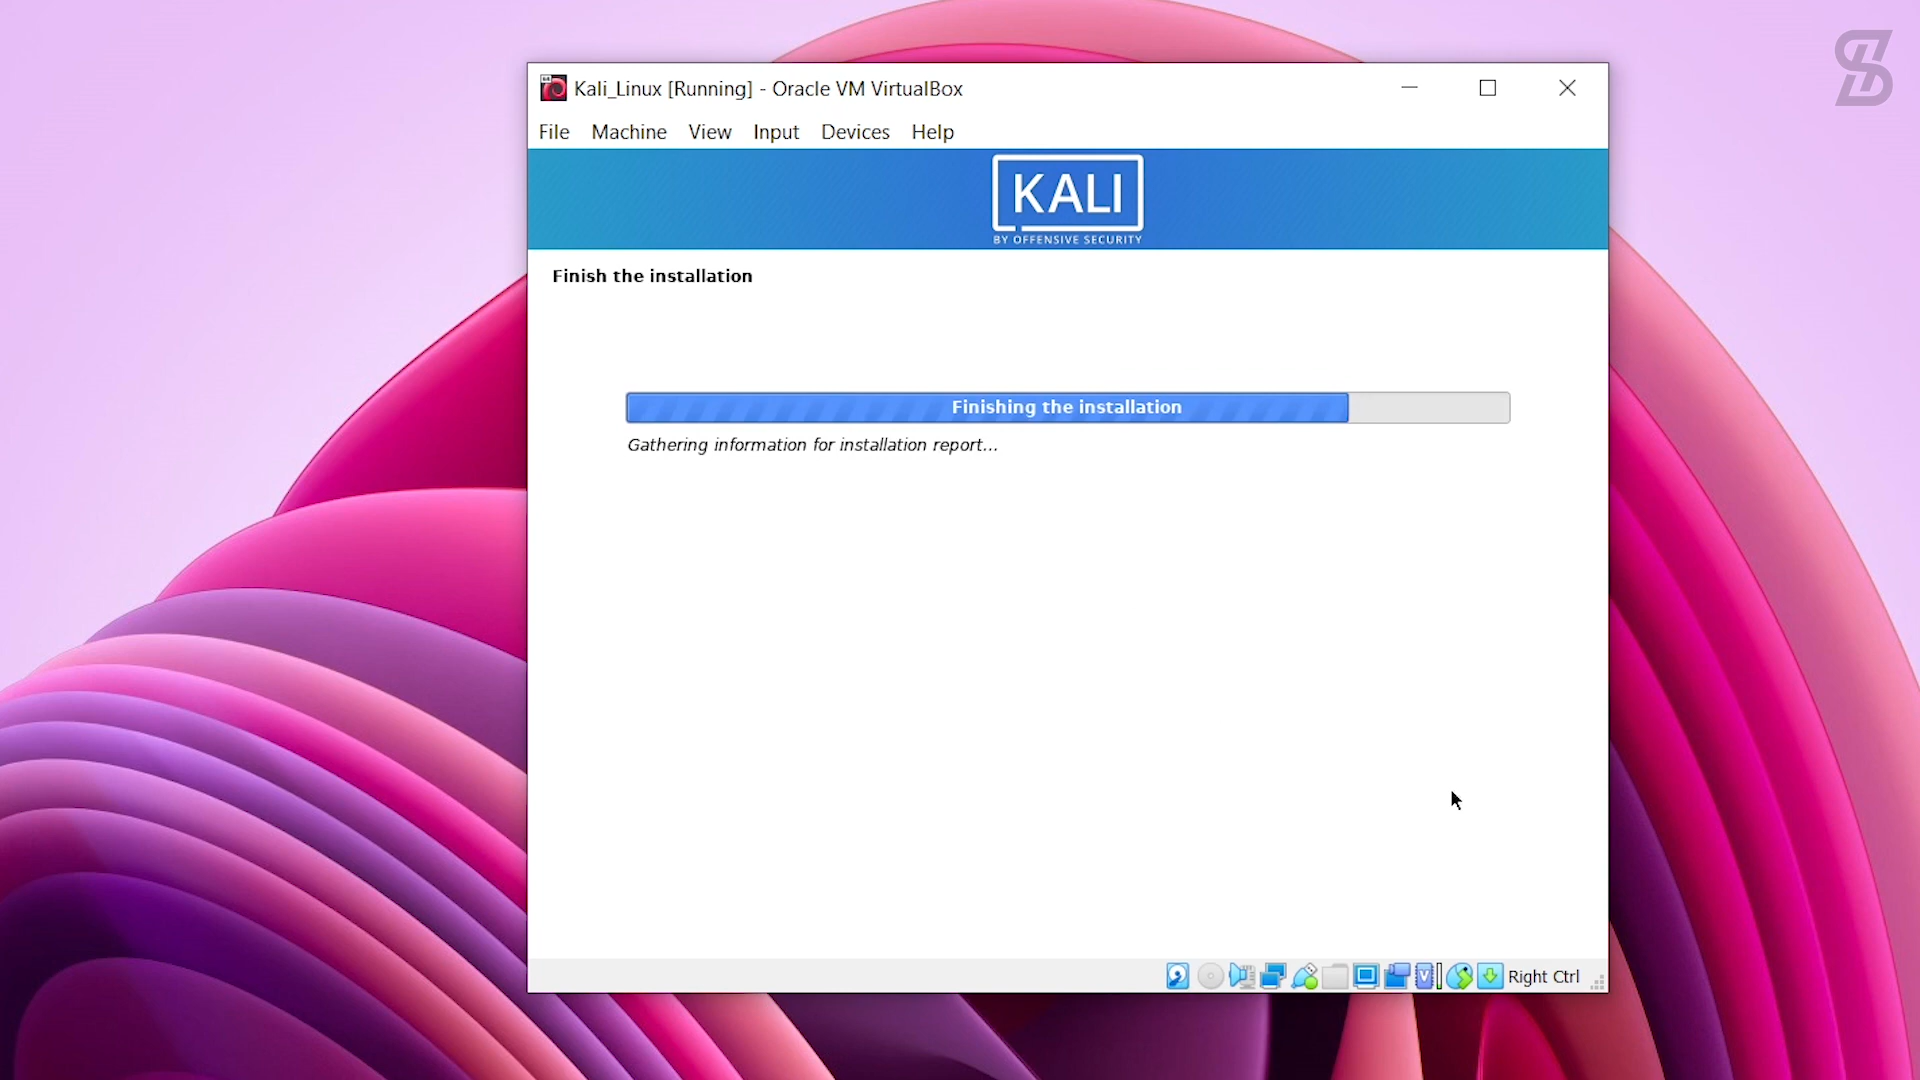 Kali_Linux [Running] - Oracle VM VirtualBox
File Machine View Input Devices Help
KALI
BY OFFENSIVE SECURITY
Finish the installation
Finishing the installation
Gathering information for installation report...
Right Ctrl